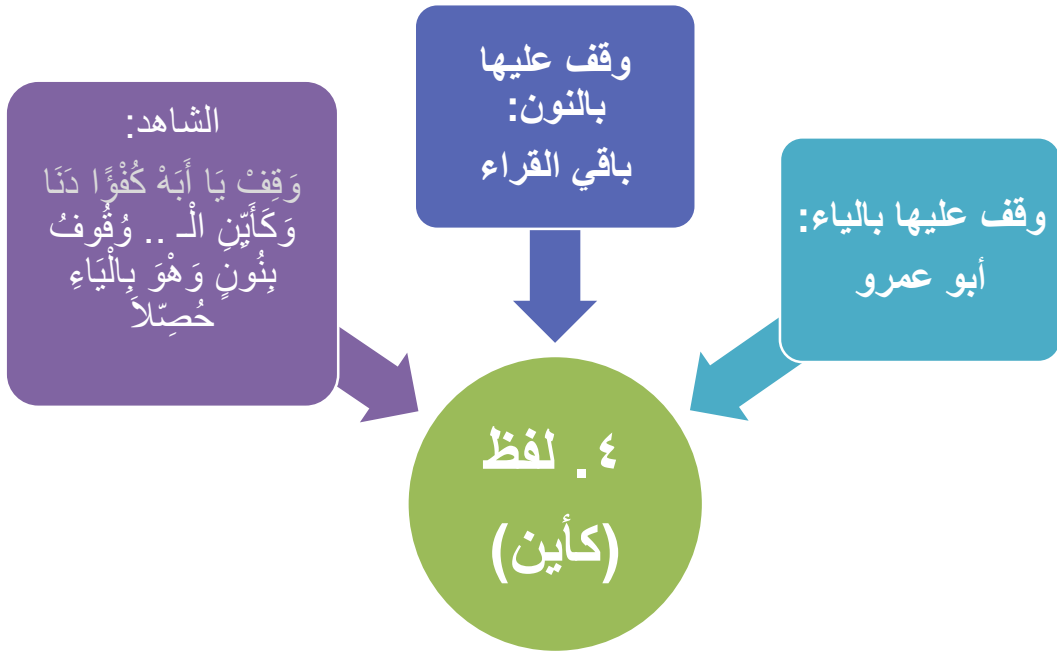 وقف عليها بالياء:
أبو عمرو
وقف عليها
بالنون:
باقي القراء
الشاهد:
وَقِفْ يَا أَبَهْ كُفْؤًا دَنَا
وَكَأَيِّنِ الْـ .. وُقُوفُ
بِنُونٍ وَهْوَ بِالْيَاءِ
حُصِّلاَ
٤. لفظ
(كأين)